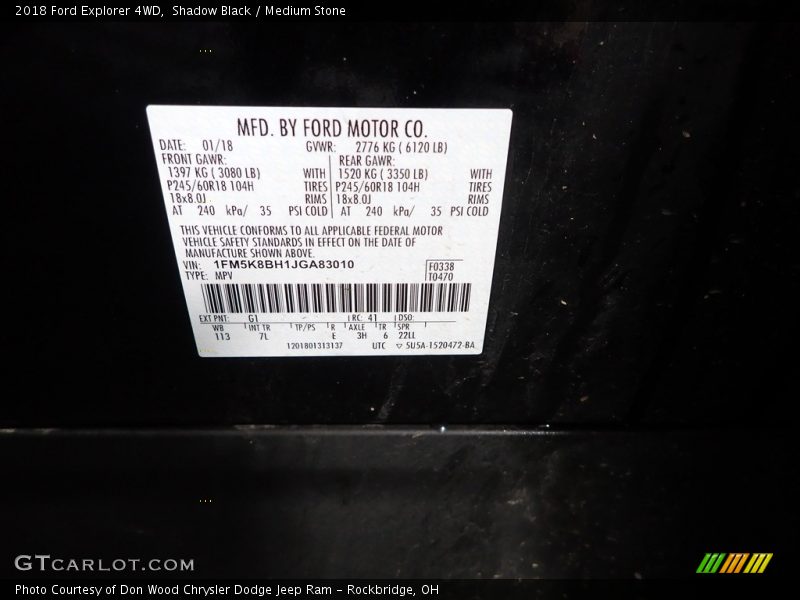 2018 Ford Explorer 4WD,  Shadow Black / Medium Stone
MFD. BY FORD MOTOR CO.
DATE: 01/18 GVWR: 2776 KG ( 6120 LB)
FRONT GAWR: REAR GAWR:
1397 KG ( 3080 LB) WITH 1520 KG ( 3350 LB) WITH
P245/60R18 104H TIRES P245/60R18 104H TIRES
18x8.0J RIMS 18x8.0J RIMS
AT 240 kPa/ 35 PSI COLD AT 240 kPa/ 35 PSI COLD
THIS VEHICLE CONFORMS TO ALL APPLICABLE FEDERAL MOTOR
VEHICLE SAFETY STANDARDS IN EFFECT ON THE DATE OF
MANUFACTURE SHOWN ABOVE.
VIN: 1FM5K8BH1JGA83010 F0338
TYPE: MPV T0470
EXT PNT: G1 RC: 41 DSO:
WB INT TR TP/PS R AXLE TR SPR
113 7L E 3H 6 22LL
1201801313137 UTC ▽ 5U5A-1520472-BA
GTCARLOT.COM
Photo Courtesy of Don Wood Chrysler Dodge Jeep Ram - Rockbridge, OH